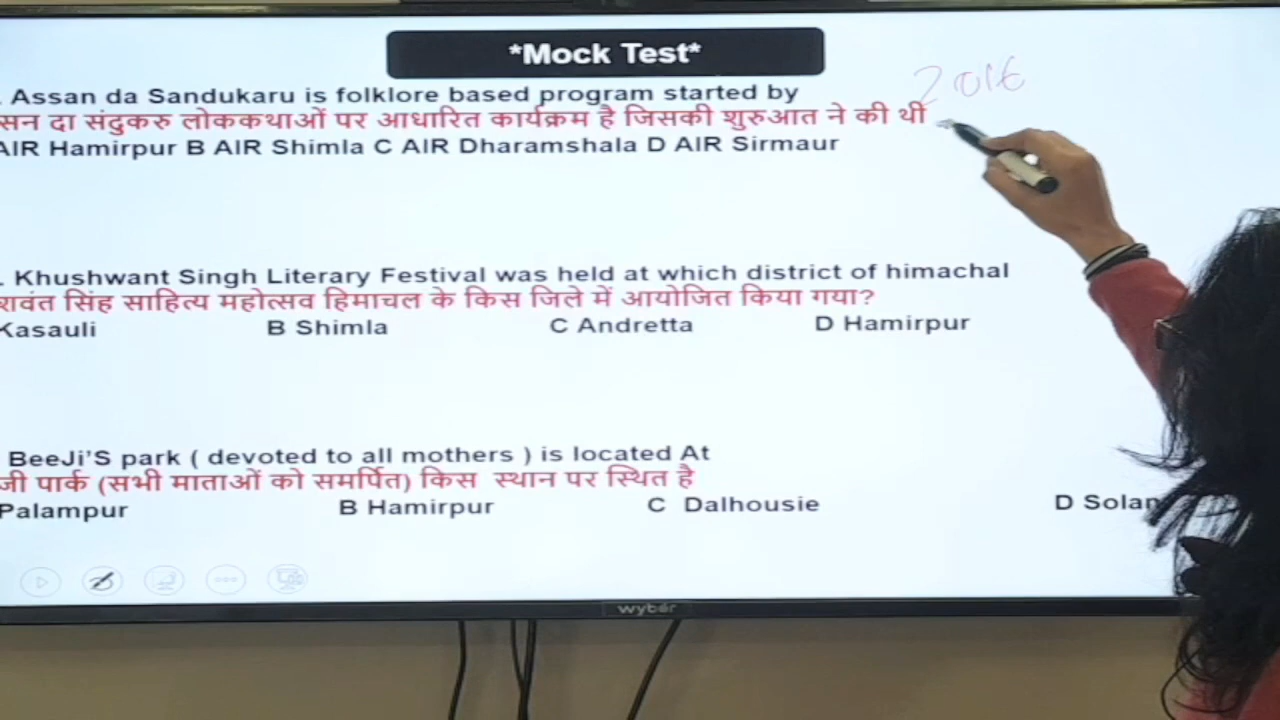 *Mock Test*
2016
. Assan da Sandukaru is folklore based program started by
सन दा संदुकरु लोककथाओं पर आधारित कार्यक्रम है जिसकी शुरुआत ने की थी
AIR Hamirpur B AIR Shimla C AIR Dharamshala D AIR Sirmaur
. Khushwant Singh Literary Festival was held at which district of himachal
शवंत सिंह साहित्य महोत्सव हिमाचल के किस जिले में आयोजित किया गया?
Kasauli B Shimla C Andretta D Hamirpur
BeeJi'S park ( devoted to all mothers ) is located At
जी पार्क (सभी माताओं को समर्पित) किस स्थान पर स्थित है
Palampur B Hamirpur C Dalhousie D Solan
wybor